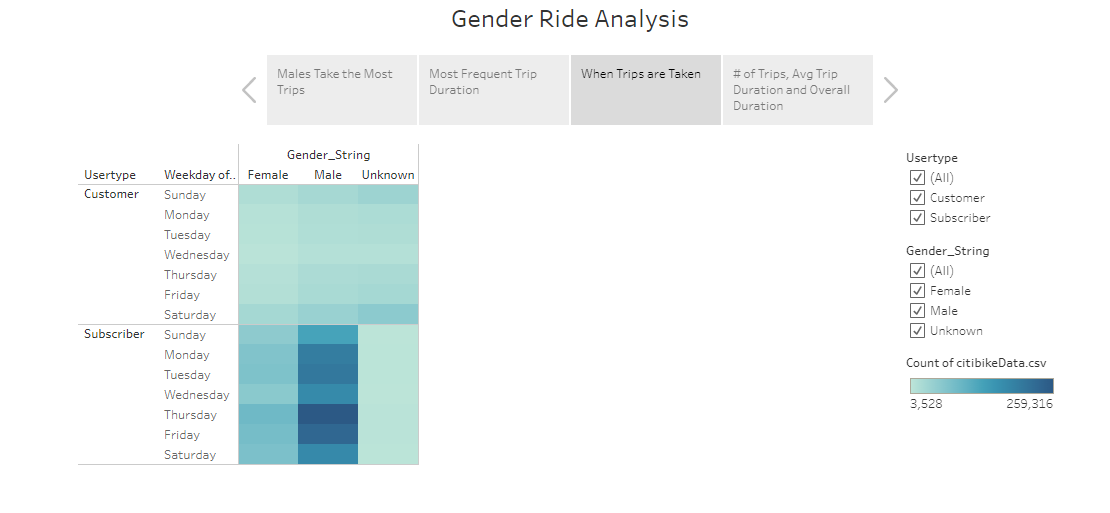 Gender Ride Analysis
Males Take the Most
Trips
Most Frequent Trip
Duration
When Trips are Taken
# of Trips, Avg Trip
Duration and Overall
Duration
Gender_String
Usertype Weekday of.. Female Male Unknown
Customer Sunday
Monday
Tuesday
Wednesday
Thursday
Friday
Saturday
Subscriber Sunday
Monday
Tuesday
Wednesday
Thursday
Friday
Saturday
Usertype
(All)
Customer
Subscriber
Gender_String
(All)
Female
Male
Unknown
Count of citibikeData.csv
3,528 259,316